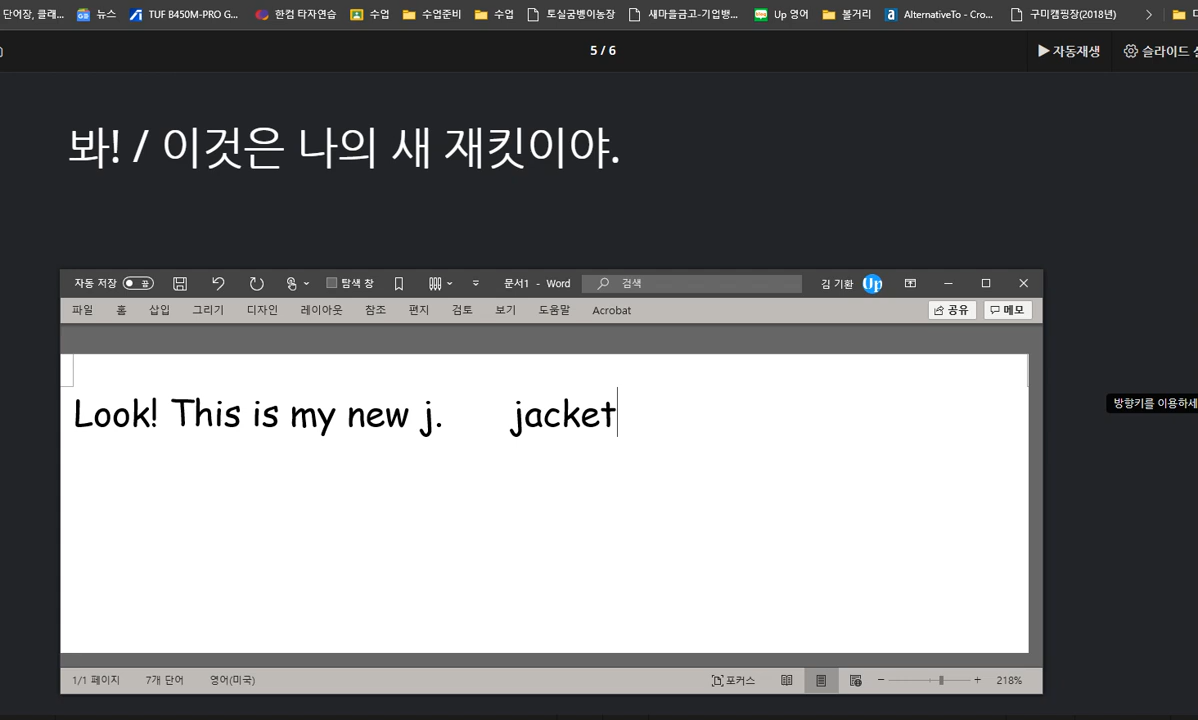 단어장, 클래... 뉴스 TUF B450M-PRO G... 한컴 타자연습 수업 수업준비 수업 토실굼벵이농장 새마을금고-기업뱅... Up 영어 볼거리 AlternativeTo - Cro... 구미캠핑장(2018년)
5 / 6 자동재생 슬라이드
봐! / 이것은 나의 새 재킷이야.
자동 저장 끔 탐색 창 문서1 - Word 검색 김 기환 Up
파일 홈 삽입 그리기 디자인 레이아웃 참조 편지 검토 보기 도움말 Acrobat 공유 메모
Look! This is my new j. jacket
방향키를 이용하세
1/1 페이지 7개 단어 영어(미국) 포커스 218%